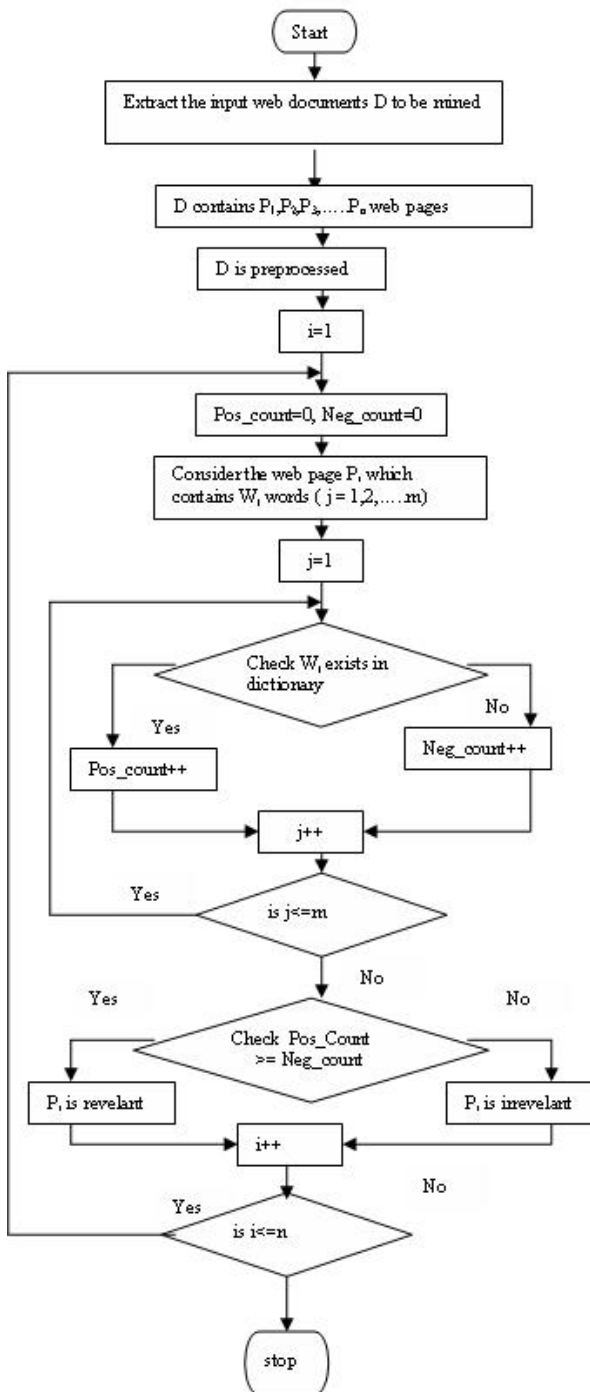 Start
Extract the input web documents D to be mined
D contains P₁,P₂,P₃,.....Pₙ web pages
D is preprocessed
i=1
Pos_count=0, Neg_count=0
Consider the web page Pᵢ which
contains Wⱼ words ( j = 1,2,.....m)
j=1
Check Wⱼ exists in
dictionary
Yes
No
Pos_count++
Neg_count++
j++
Yes
is j<=m
No
Yes
No
Check Pos_Count
>= Neg_count
Pᵢ is revelant
Pᵢ is irrevelant
i++
Yes
No
is i<=n
stop